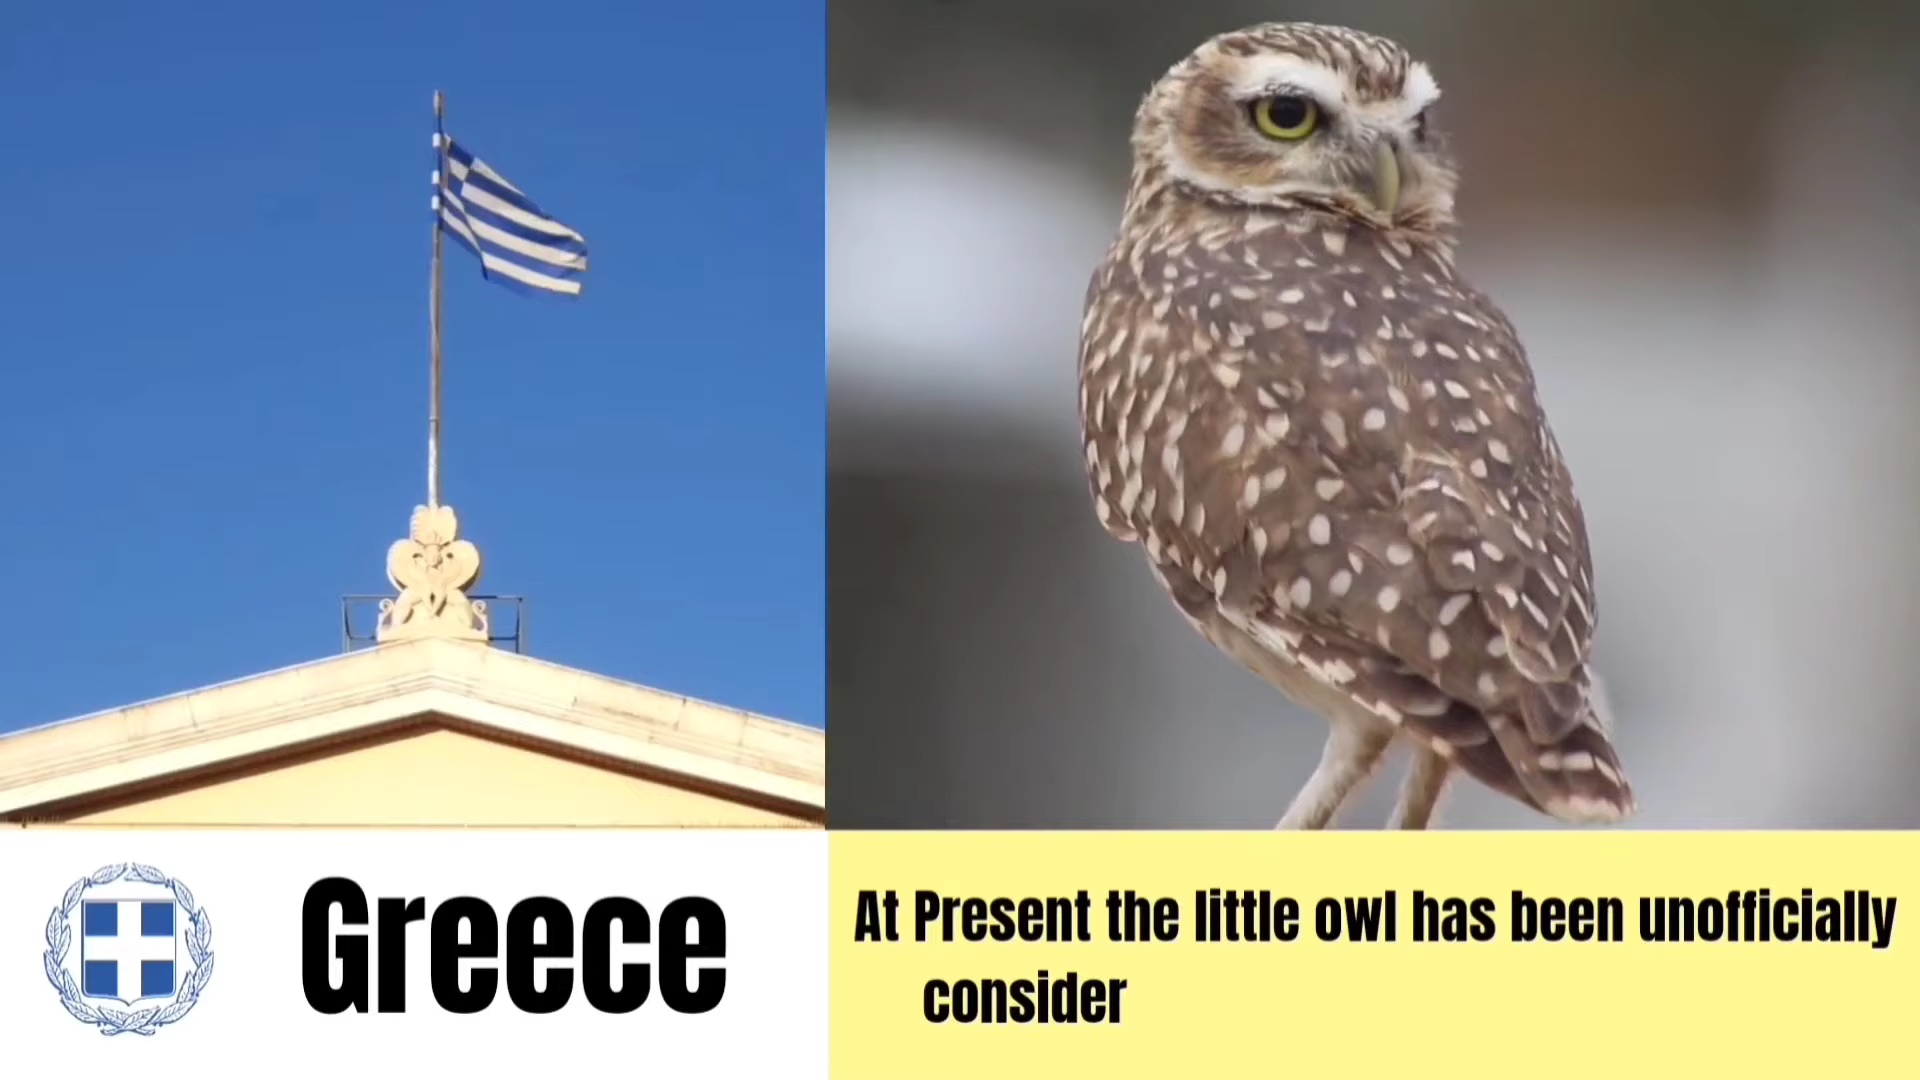 Greece
At Present the little owl has been unofficially
consider